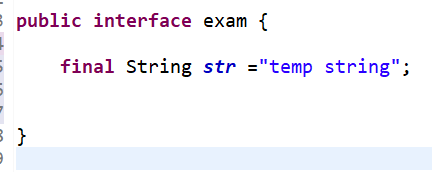 public interface exam {
final String str ="temp string";
}